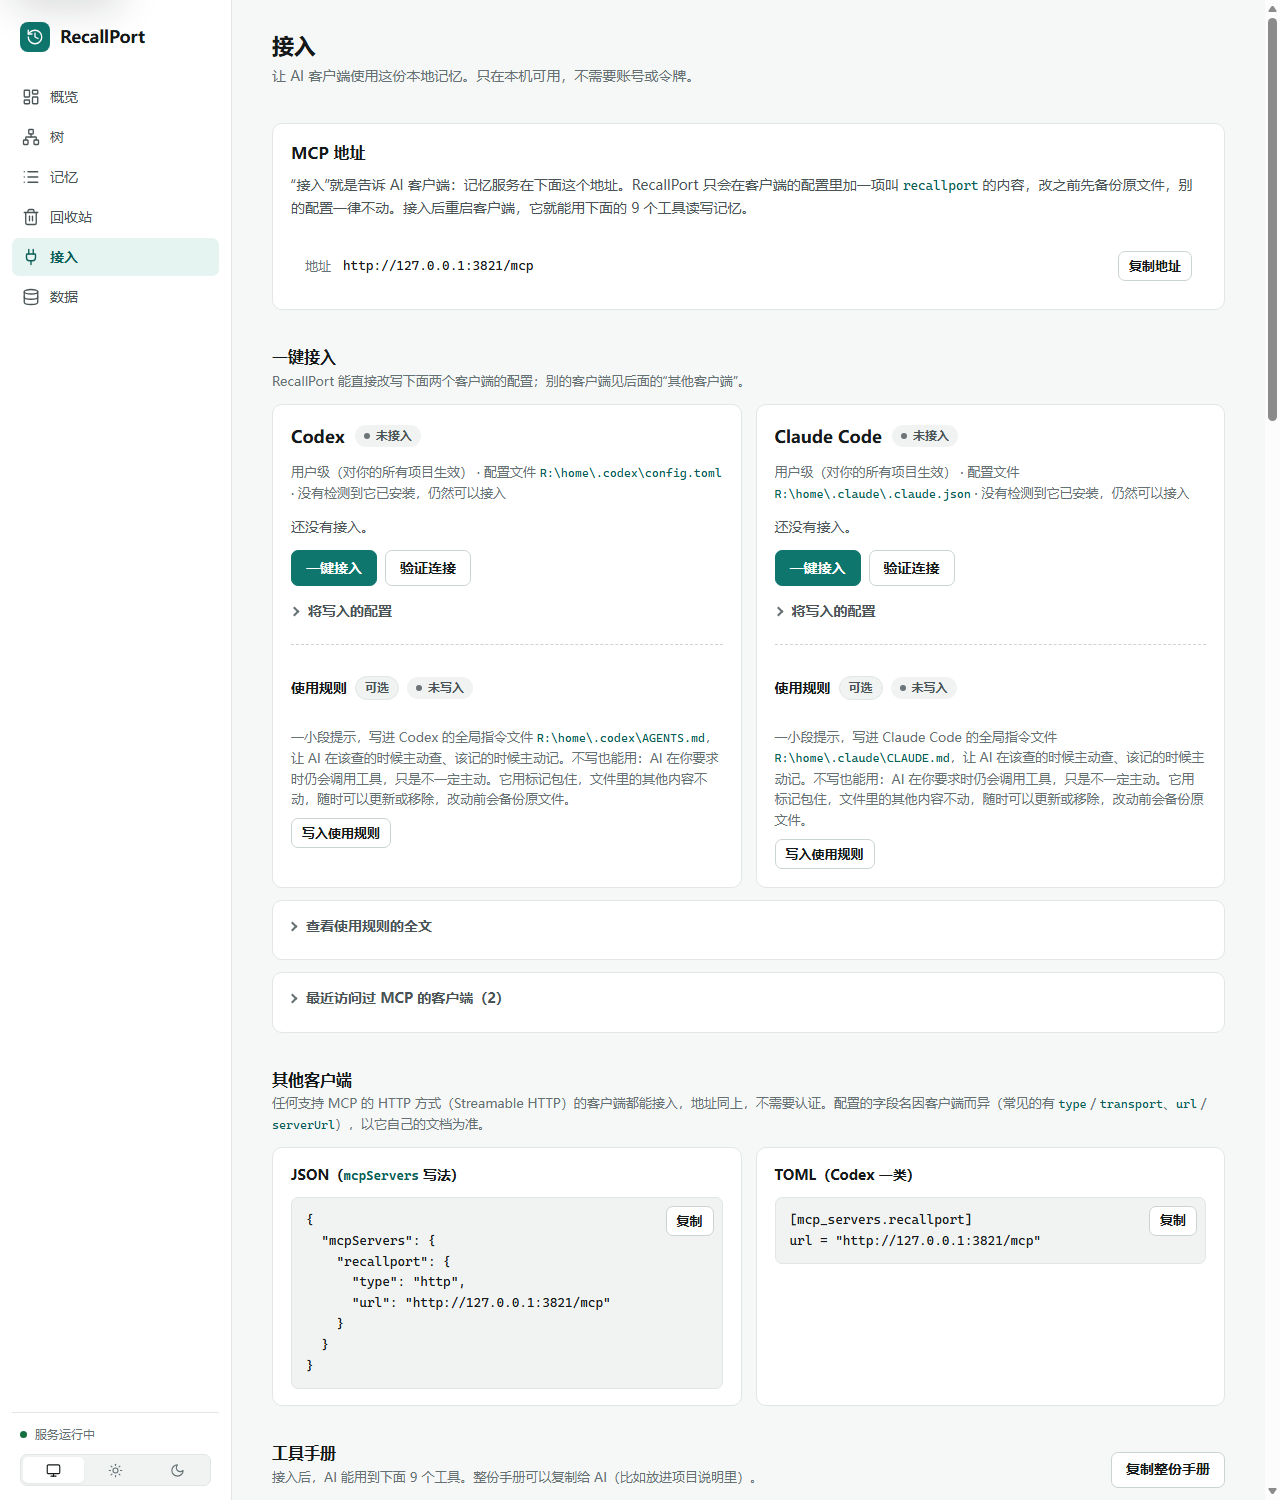 RecallPort
概览
树
记忆
回收站
接入
数据
服务运行中
接入
让 AI 客户端使用这份本地记忆。只在本机可用，不需要账号或令牌。
MCP 地址
“接入”就是告诉 AI 客户端：记忆服务在下面这个地址。RecallPort 只会在客户端的配置里加一项叫 recallport 的内容，改之前先备份原文件，别
的配置一律不动。接入后重启客户端，它就能用下面的 9 个工具读写记忆。
地址 http://127.0.0.1:3821/mcp
复制地址
一键接入
RecallPort 能直接改写下面两个客户端的配置；别的客户端见后面的“其他客户端”。
Codex 未接入
用户级（对你的所有项目生效） · 配置文件 R:\home\.codex\config.toml
· 没有检测到它已安装，仍然可以接入
还没有接入。
一键接入 验证连接
将写入的配置
使用规则 可选 未写入
一小段提示，写进 Codex 的全局指令文件 R:\home\.codex\AGENTS.md，
让 AI 在该查的时候主动查、该记的时候主动记。不写也能用：AI 在你要求
时仍会调用工具，只是不一定主动。它用标记包住，文件里的其他内容不
动，随时可以更新或移除，改动前会备份原文件。
写入使用规则
Claude Code 未接入
用户级（对你的所有项目生效） · 配置文件
R:\home\.claude\.claude.json · 没有检测到它已安装，仍然可以接入
还没有接入。
一键接入 验证连接
将写入的配置
使用规则 可选 未写入
一小段提示，写进 Claude Code 的全局指令文件
R:\home\.claude\CLAUDE.md，让 AI 在该查的时候主动查、该记的时候主
动记。不写也能用：AI 在你要求时仍会调用工具，只是不一定主动。它用
标记包住，文件里的其他内容不动，随时可以更新或移除，改动前会备份原
文件。
写入使用规则
查看使用规则的全文
最近访问过 MCP 的客户端（2）
其他客户端
任何支持 MCP 的 HTTP 方式（Streamable HTTP）的客户端都能接入，地址同上，不需要认证。配置的字段名因客户端而异（常见的有 type / transport、url /
serverUrl），以它自己的文档为准。
JSON（mcpServers 写法）
复制
{
  "mcpServers": {
    "recallport": {
      "type": "http",
      "url": "http://127.0.0.1:3821/mcp"
    }
  }
}
TOML（Codex 一类）
复制
[mcp_servers.recallport]
url = "http://127.0.0.1:3821/mcp"
工具手册
接入后，AI 能用到下面 9 个工具。整份手册可以复制给 AI（比如放进项目说明里）。
复制整份手册